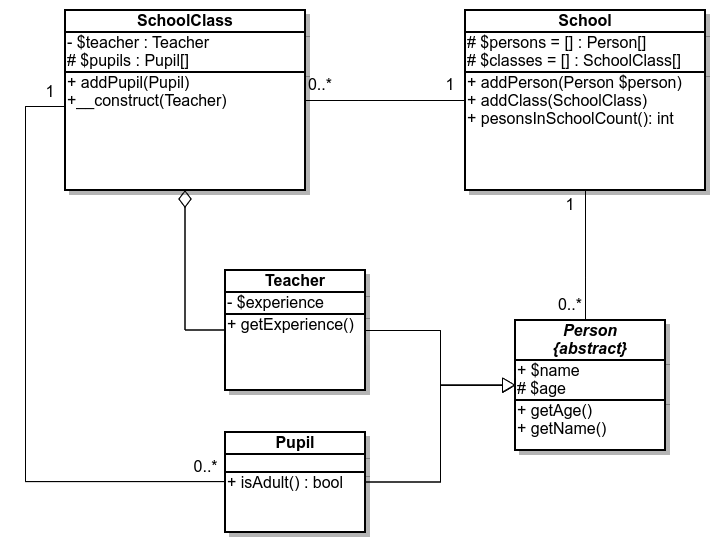 SchoolClass
- $teacher : Teacher
# $pupils : Pupil[]
+ addPupil(Pupil)
+__construct(Teacher)
School
# $persons = [] : Person[]
# $classes = [] : SchoolClass[]
+ addPerson(Person $person)
+ addClass(SchoolClass)
+ pesonsInSchoolCount(): int
1
0..*
1
1
0..*
Teacher
- $experience
+ getExperience()
Person
{abstract}
+ $name
# $age
+ getAge()
+ getName()
Pupil
+ isAdult() : bool
0..*